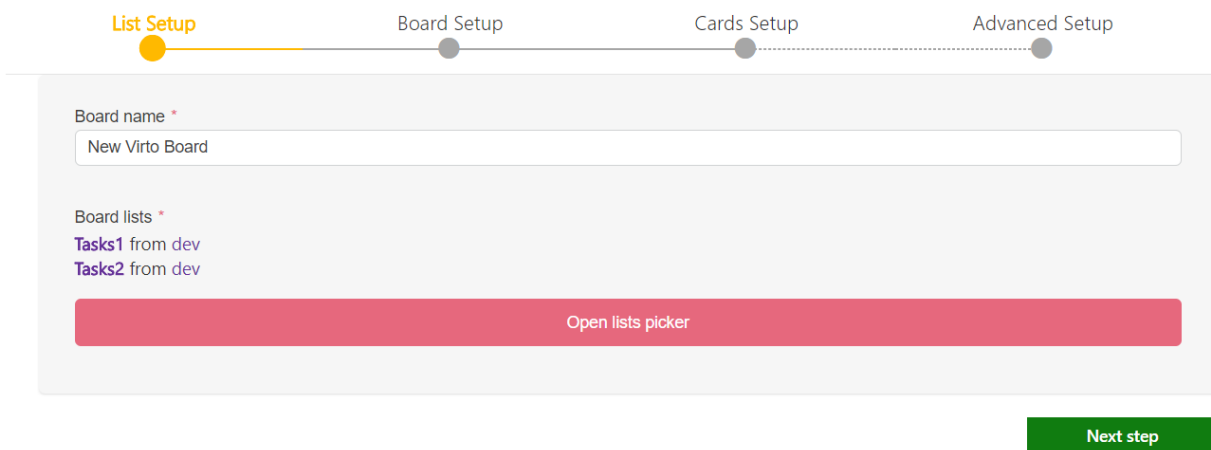 List Setup Board Setup Cards Setup Advanced Setup
Board name *
New Virto Board
Board lists *
Tasks1 from dev
Tasks2 from dev
Open lists picker
Next step